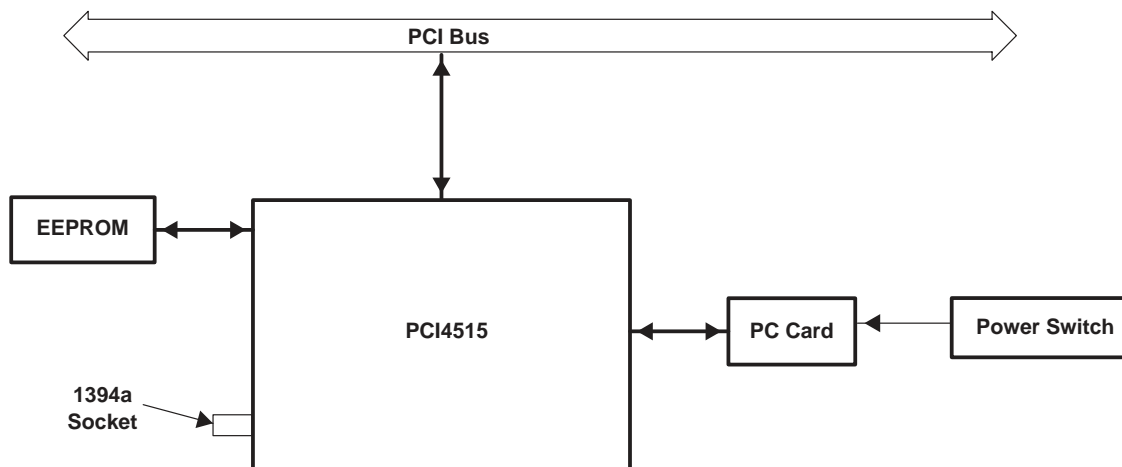 PCI Bus
EEPROM
PCI4515
PC Card
Power Switch
1394a
Socket